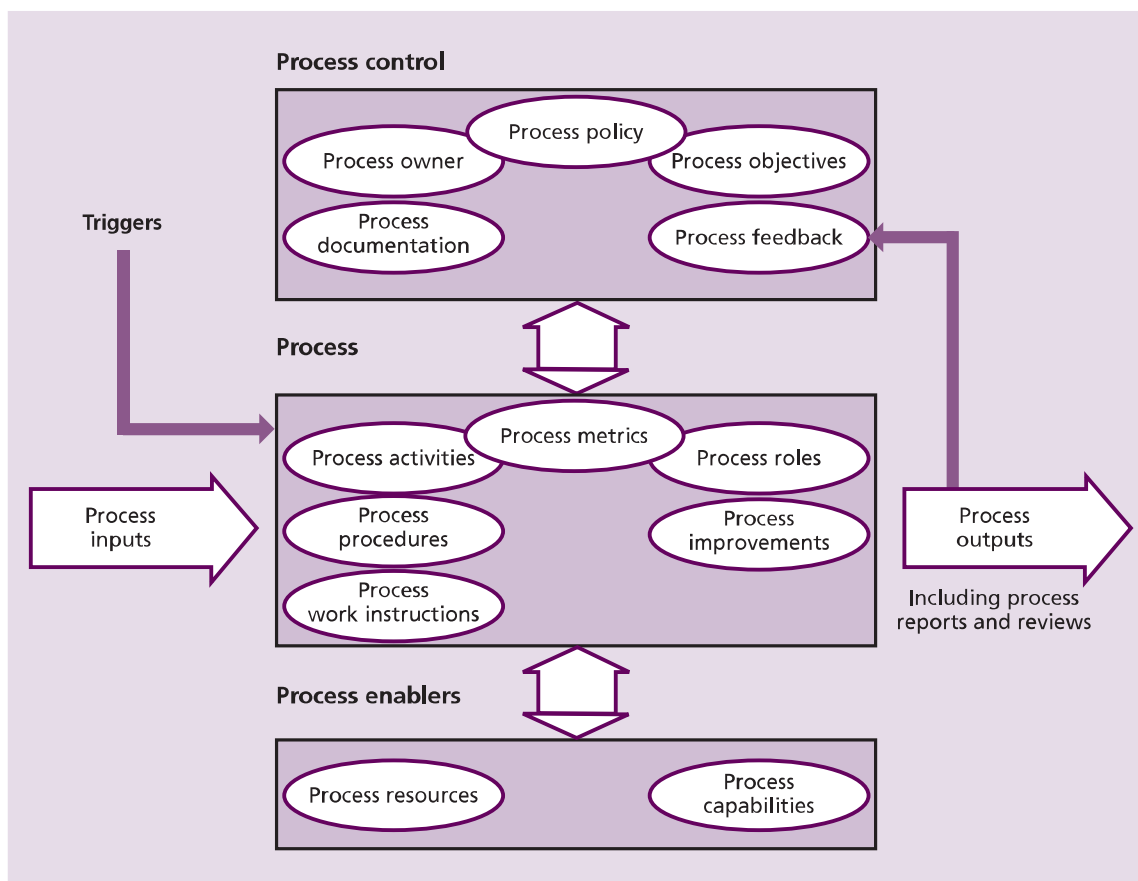 Process control
Process policy
Process owner
Process objectives
Triggers
Process
documentation
Process feedback
Process
Process metrics
Process activities
Process roles
Process
inputs
Process
procedures
Process
improvements
Process
outputs
Process
work instructions
Including process
reports and reviews
Process enablers
Process resources
Process
capabilities